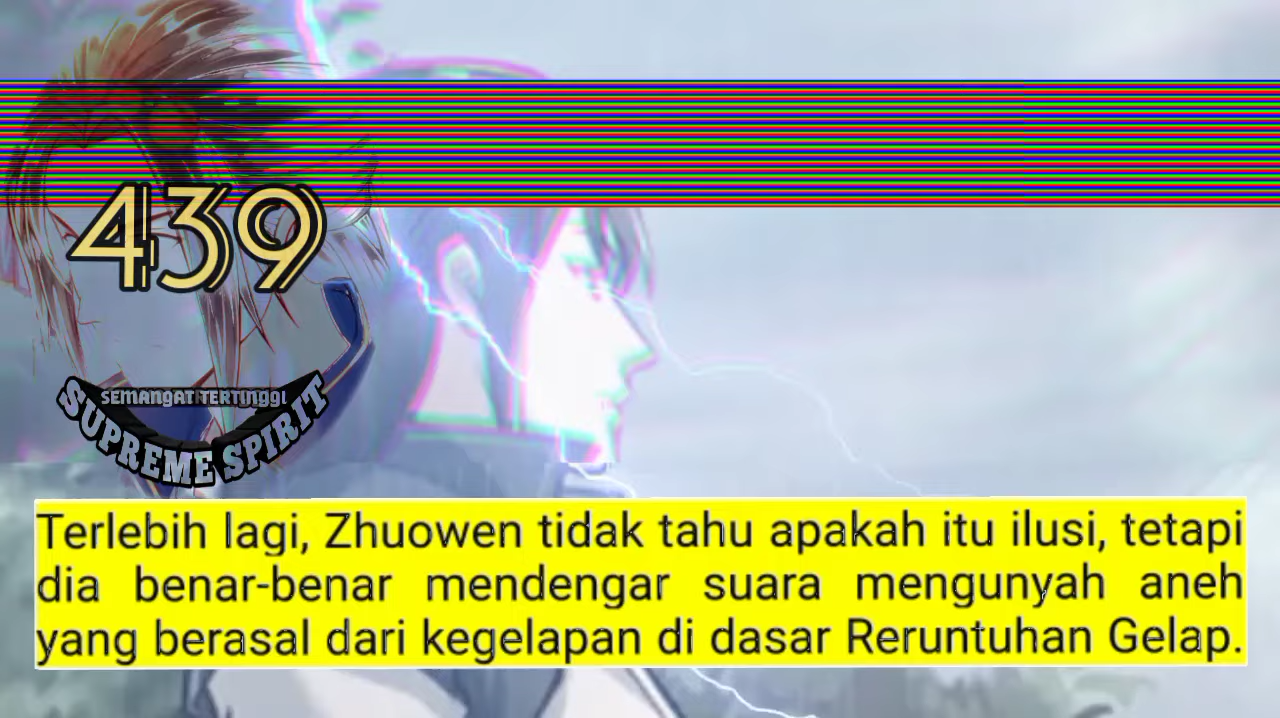 439
SEMANGAT TERTINGGI
SUPREME SPIRIT
Terlebih lagi, Zhuowen tidak tahu apakah itu ilusi, tetapi
dia benar-benar mendengar suara mengunyah aneh
yang berasal dari kegelapan di dasar Reruntuhan Gelap.